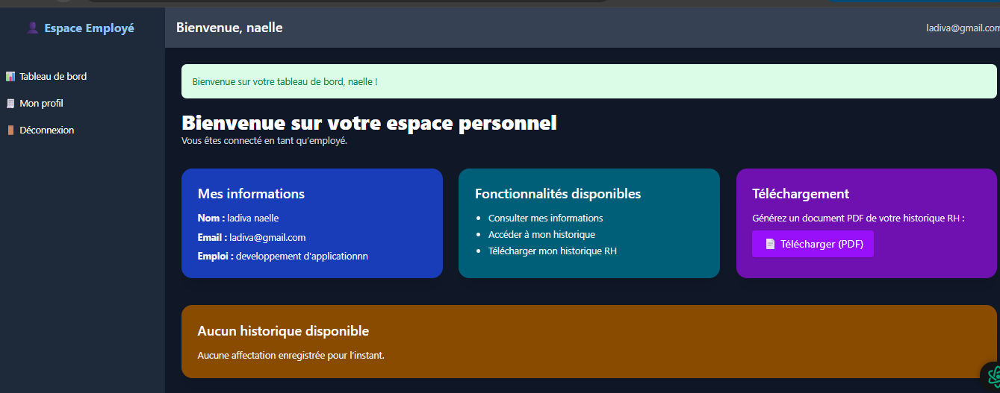 Espace Employé
Bienvenue, naelle
ladiva@gmail.com
Tableau de bord
Mon profil
Déconnexion
Bienvenue sur votre tableau de bord, naelle !
Bienvenue sur votre espace personnel
Vous êtes connecté en tant qu'employé.
Mes informations
Nom : ladiva naelle
Email : ladiva@gmail.com
Emploi : developpement d'applicationnn
Fonctionnalités disponibles
• Consulter mes informations
• Accéder à mon historique
• Télécharger mon historique RH
Téléchargement
Générez un document PDF de votre historique RH :
Télécharger (PDF)
Aucun historique disponible
Aucune affectation enregistrée pour l'instant.